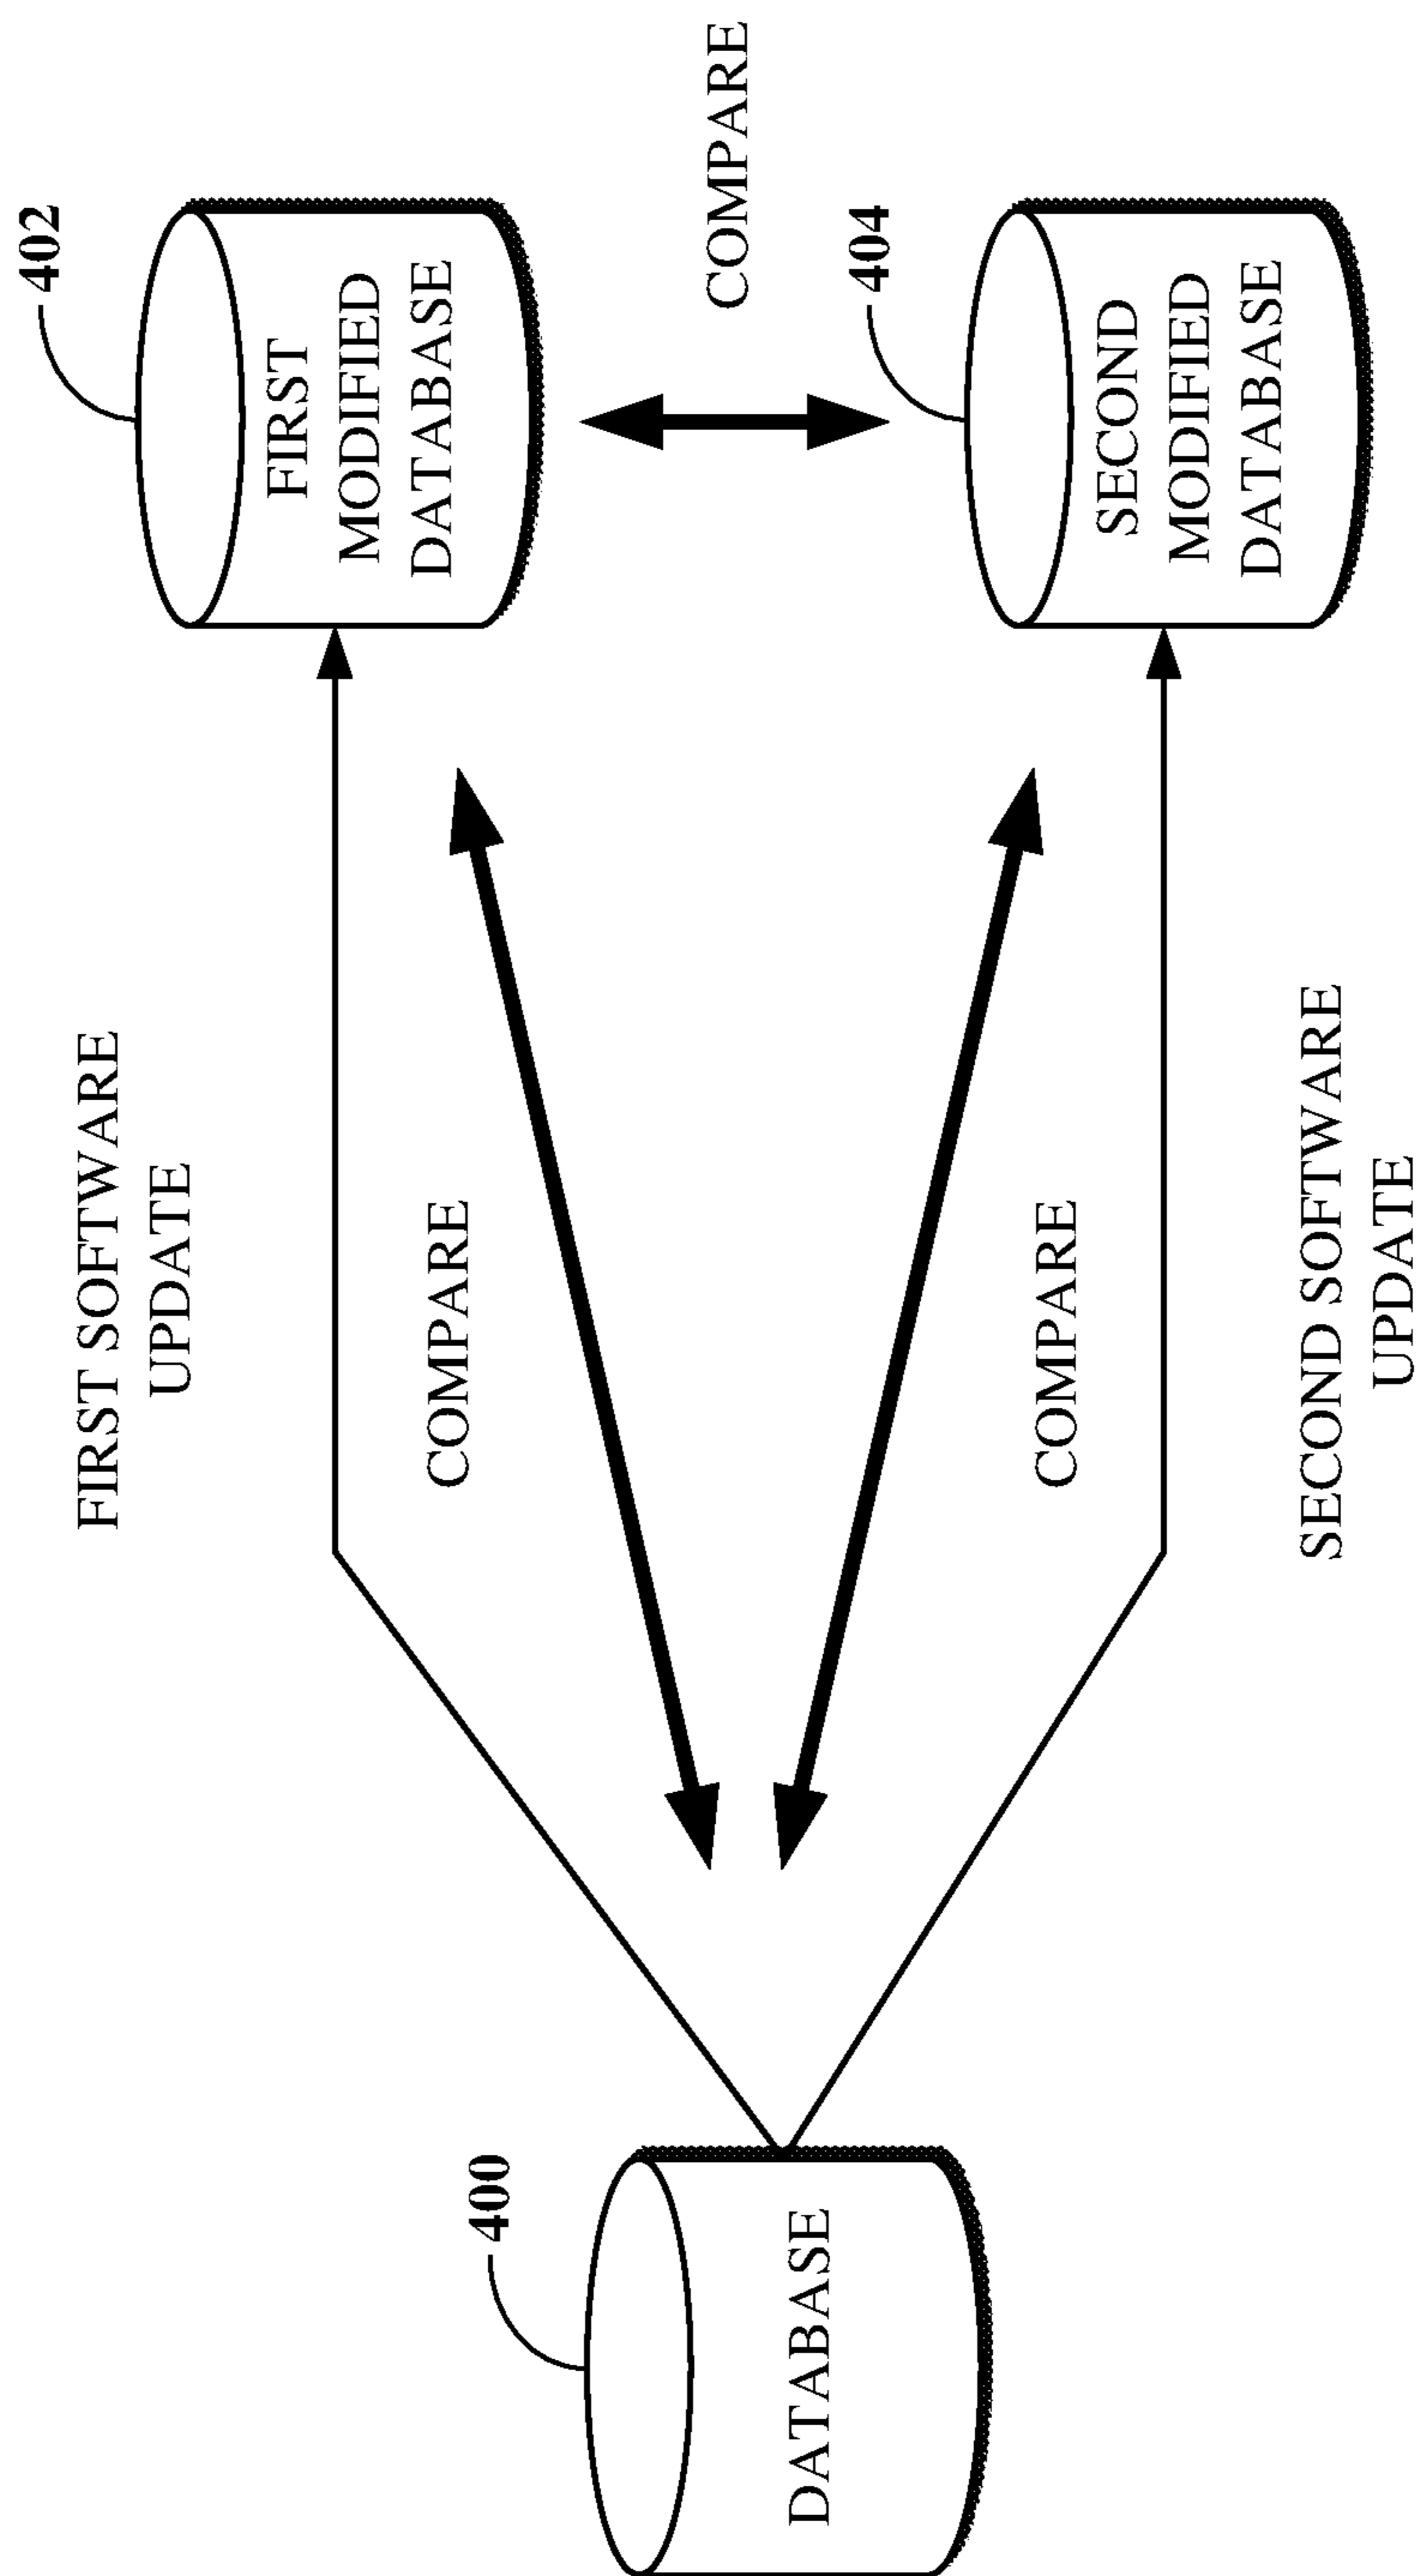 FIRST SOFTWARE
UPDATE
402
FIRST
MODIFIED
DATABASE
COMPARE
400
DATABASE
COMPARE
COMPARE
404
SECOND
MODIFIED
DATABASE
SECOND SOFTWARE
UPDATE